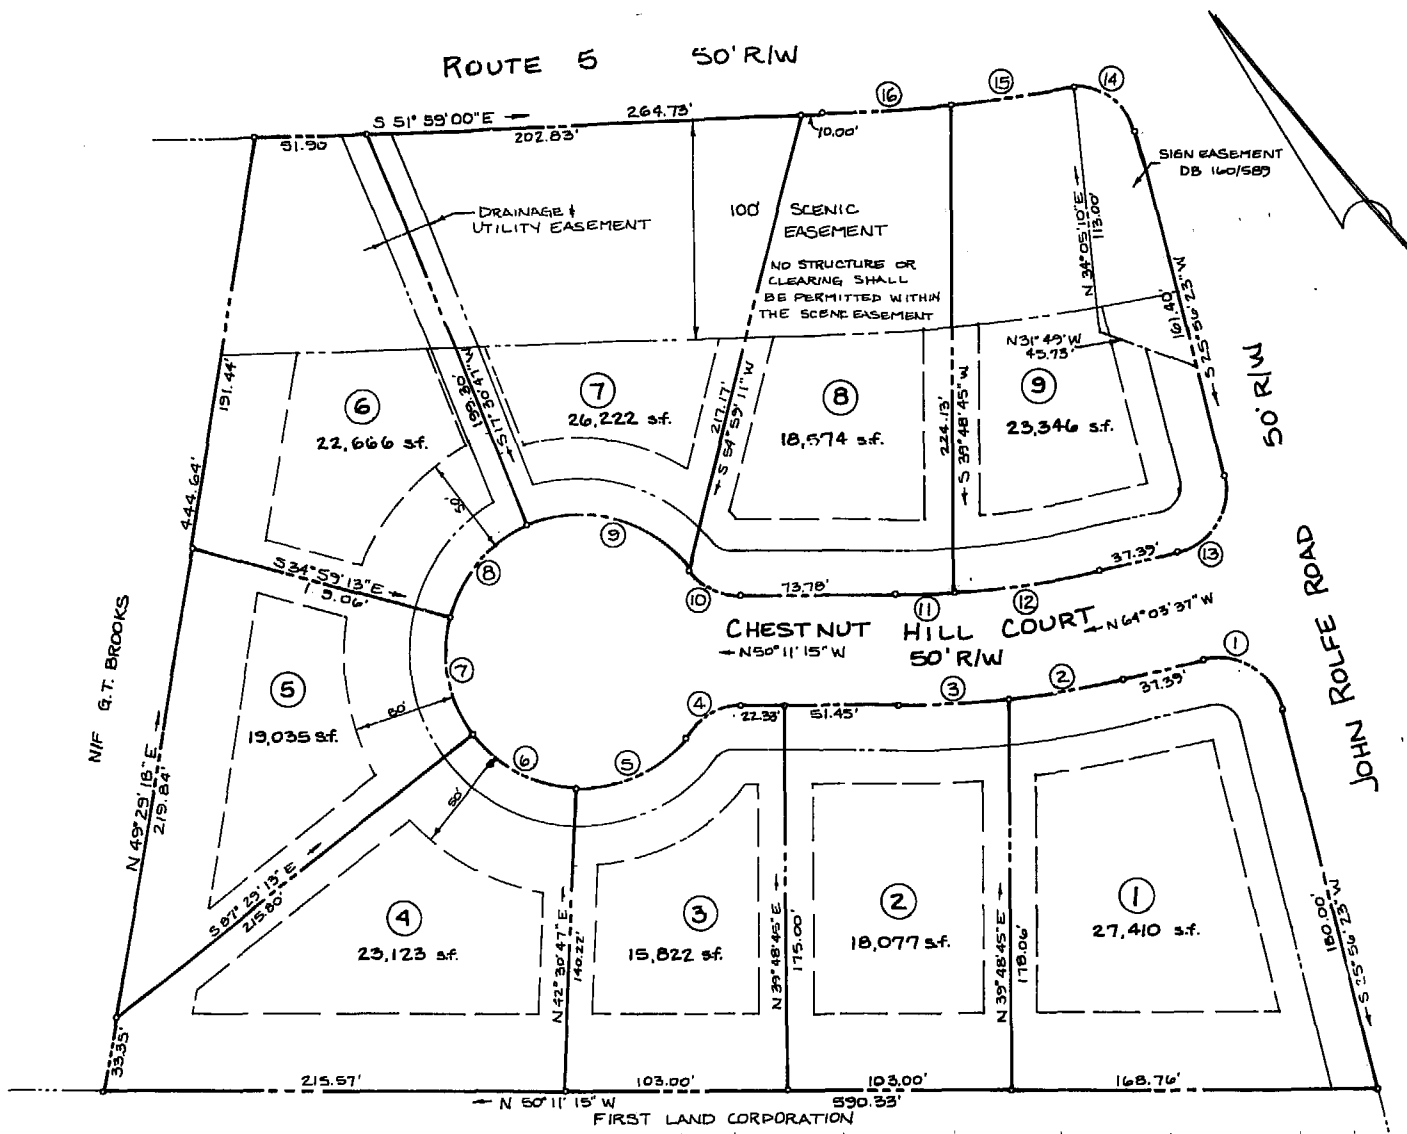 ROUTE 5 50' R/W
S 51° 59' 00" E
264.73'
51.90
202.83'
10.00'
16
15
14
SIGN EASEMENT
DB 160/589
DRAINAGE &
UTILITY EASEMENT
100' SCENIC
EASEMENT
NO STRUCTURE OR
CLEARING SHALL
BE PERMITTED WITHIN
THE SCENE EASEMENT
N 34° 05' 10" E
113.00'
S 25° 56' 23" W
161.40'
N 31° 49' W
45.73'
191.44'
444.64'
S 17° 30' 47" E
199.30'
217.17'
S 54° 59' 11" W
224.13'
S 39° 48' 45" W
6
22,666 s.f.
7
26,222 s.f.
8
18,574 s.f.
9
23,346 s.f.
50' R/W
50'
9
8
10
73.78'
11
12
37.39'
13
S 34° 59' 13" E
CHESTNUT HILL COURT
50' R/W
N 50° 11' 15" W
N 64° 03' 37" W
JOHN ROLFE ROAD
N/F G.T. BROOKS
N 49° 29' 18" E
219.84'
5
19,035 s.f.
7
4
22.33'
51.45'
3
2
37.39'
1
6
5
50'
S 87° 29' 13" E
215.80'
4
23,123 s.f.
N 42° 30' 47" E
140.22'
3
15,822 s.f.
N 39° 48' 45" E
175.00'
2
18,077 s.f.
N 39° 48' 45" E
178.06'
1
27,410 s.f.
180.00'
S 25° 56' 23" W
33.35'
215.57'
103.00'
103.00'
168.76'
N 50° 11' 15" W
590.33'
FIRST LAND CORPORATION